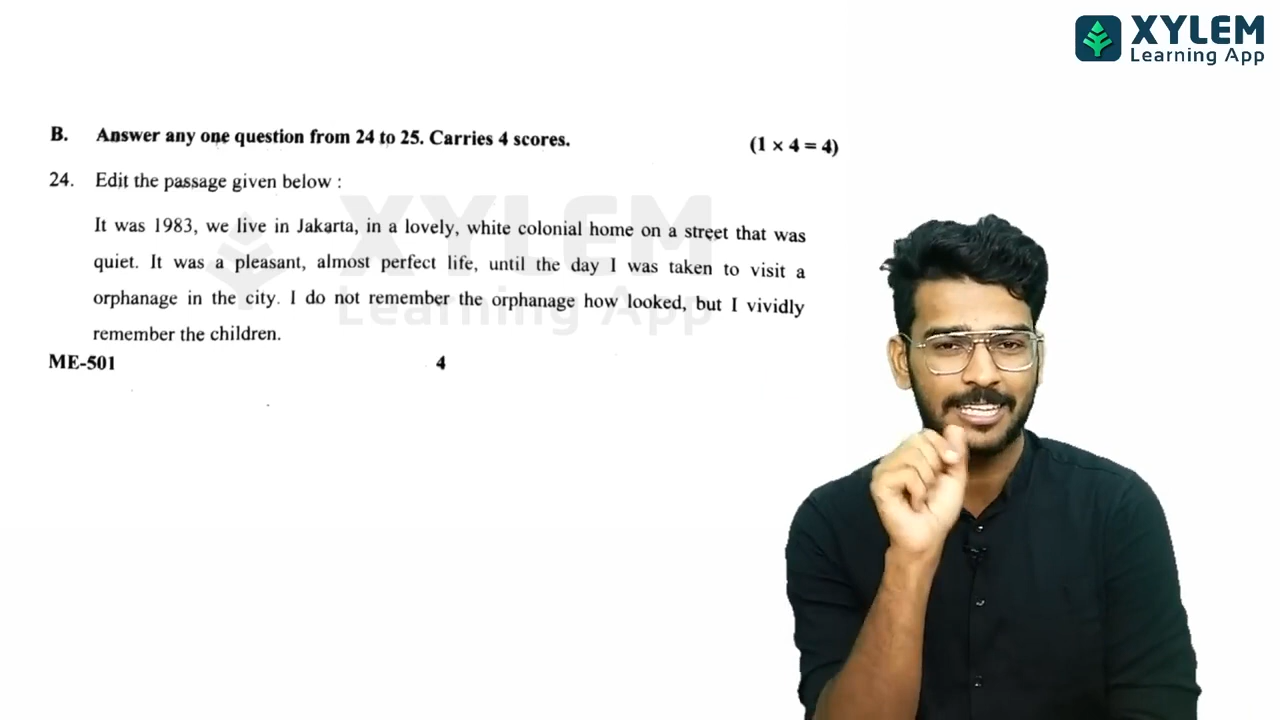 XYLEM
Learning App
B. Answer any one question from 24 to 25. Carries 4 scores. (1 × 4 = 4)
24. Edit the passage given below :
It was 1983, we live in Jakarta, in a lovely, white colonial home on a street that was
quiet. It was a pleasant, almost perfect life, until the day I was taken to visit a
orphanage in the city. I do not remember the orphanage how looked, but I vividly
remember the children.
ME-501 4
XYLEM
Learning App